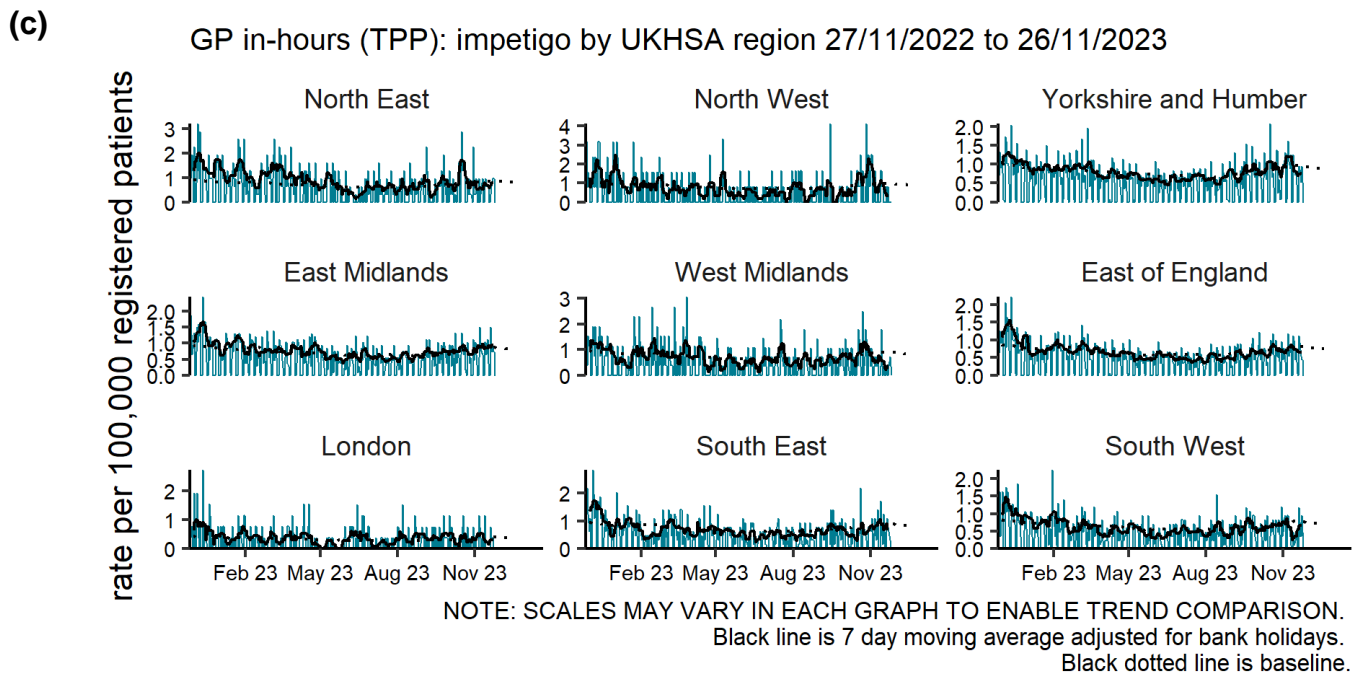 (c)
GP in-hours (TPP): impetigo by UKHSA region 27/11/2022 to 26/11/2023
rate per 100,000 registered patients
North East
3
2
1
0
North West
4
3
2
1
0
Yorkshire and Humber
2.0
1.5
1.0
0.5
0.0
East Midlands
2.0
1.5
1.0
0.5
0.0
West Midlands
3
2
1
0
East of England
2.0
1.5
1.0
0.5
0.0
London
2
1
0
South East
2
1
0
South West
2.0
1.5
1.0
0.5
0.0
Feb 23 May 23 Aug 23 Nov 23
Feb 23 May 23 Aug 23 Nov 23
Feb 23 May 23 Aug 23 Nov 23
NOTE: SCALES MAY VARY IN EACH GRAPH TO ENABLE TREND COMPARISON.
Black line is 7 day moving average adjusted for bank holidays.
Black dotted line is baseline.